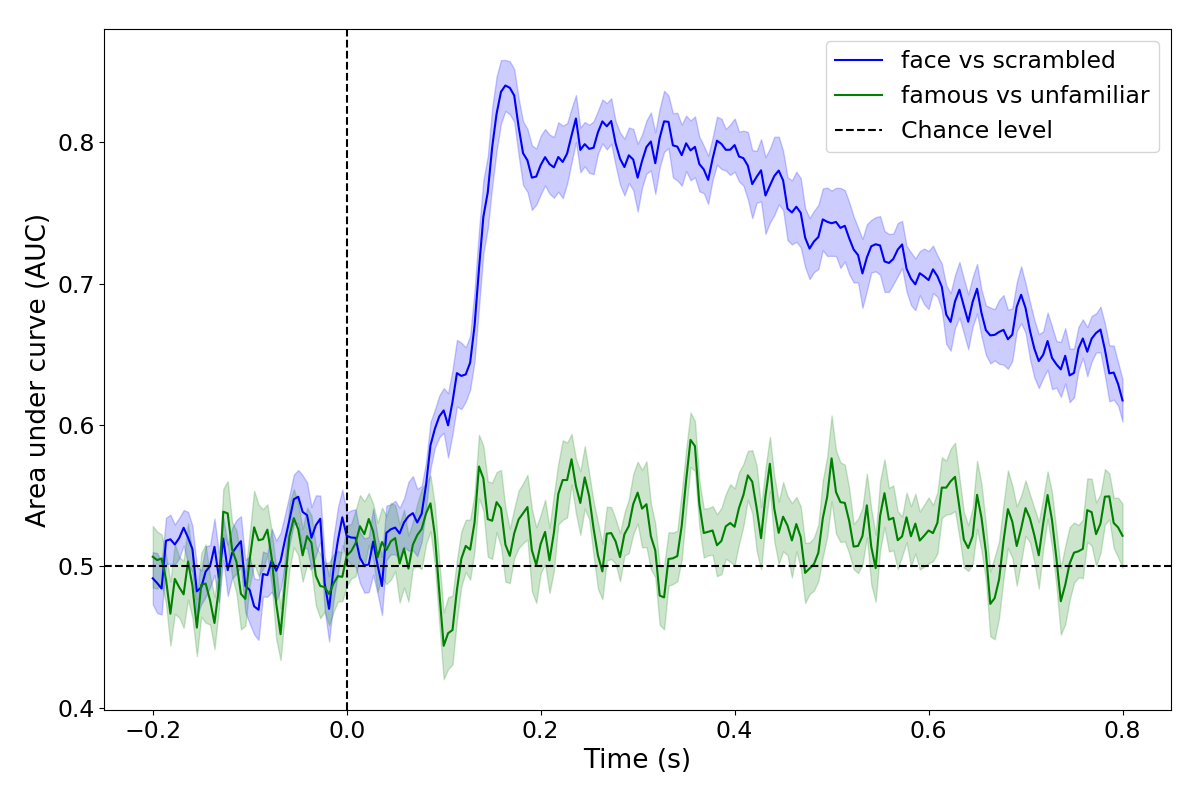 face vs scrambled
famous vs unfamiliar
Chance level
Area under curve (AUC)
0.8
0.7
0.6
0.5
0.4
−0.2
0.0
0.2
0.4
0.6
0.8
Time (s)